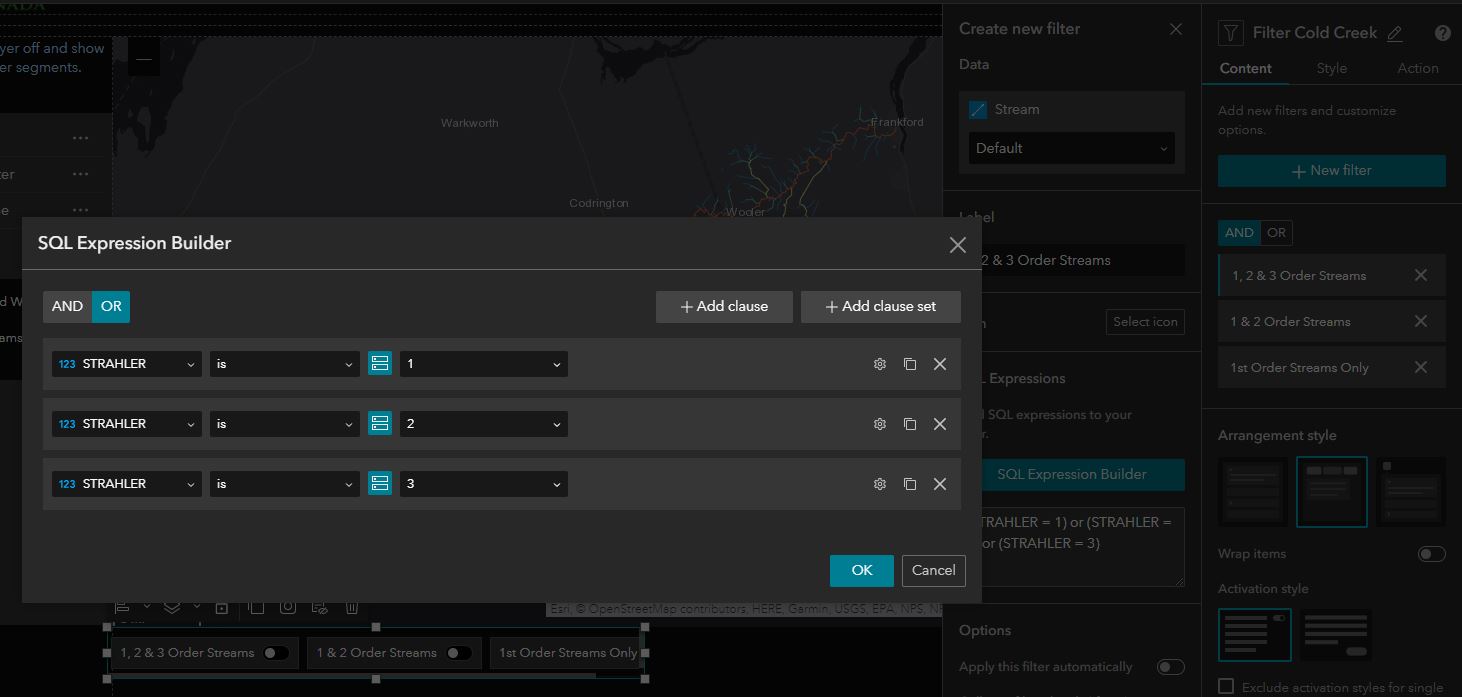 NADA
yer off and show
er segments.
ter
e
d W
ams
Warkworth
Codrington
Frankford
Wooler
Create new filter
Data
Stream
Default
Label
2 & 3 Order Streams
n
Select icon
L Expressions
l SQL expressions to your
r.
SQL Expression Builder
TRAHLER = 1) or (STRAHLER =
or (STRAHLER = 3)
Options
Apply this filter automatically
Filter Cold Creek
?
Content Style Action
Add new filters and customize
options.
+ New filter
AND OR
1, 2 & 3 Order Streams
1 & 2 Order Streams
1st Order Streams Only
Arrangement style
Wrap items
Activation style
Exclude activation styles for single
SQL Expression Builder
AND OR + Add clause + Add clause set
123 STRAHLER is 1
123 STRAHLER is 2
123 STRAHLER is 3
OK Cancel
Esri, © OpenStreetMap contributors, HERE, Garmin, USGS, EPA, NPS, NR
1, 2 & 3 Order Streams 1 & 2 Order Streams 1st Order Streams Only